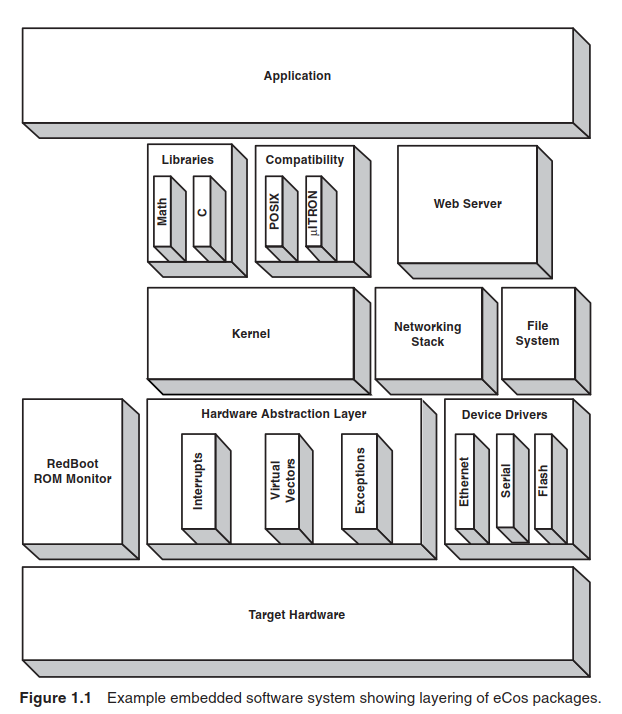 Application
Libraries
Math
C
Compatibility
POSIX
µITRON
Web Server
Kernel
Networking
Stack
File
System
RedBoot
ROM Monitor
Hardware Abstraction Layer
Interrupts
Virtual
Vectors
Exceptions
Device Drivers
Ethernet
Serial
Flash
Target Hardware
Figure 1.1 Example embedded software system showing layering of eCos packages.